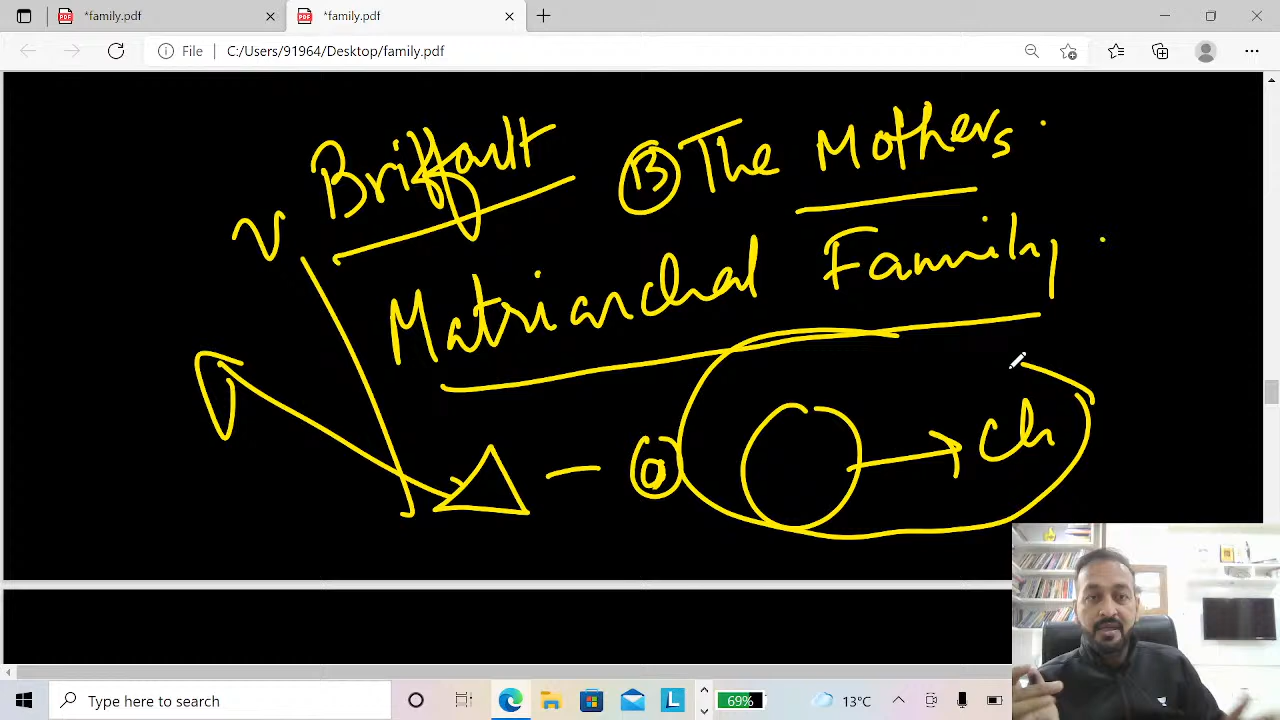 *family.pdf
*family.pdf
File
C:/Users/91964/Desktop/family.pdf
Briffault Ⓑ The Mothers.
Matriarchal Family.
ch
Type here to search
69%
13°C